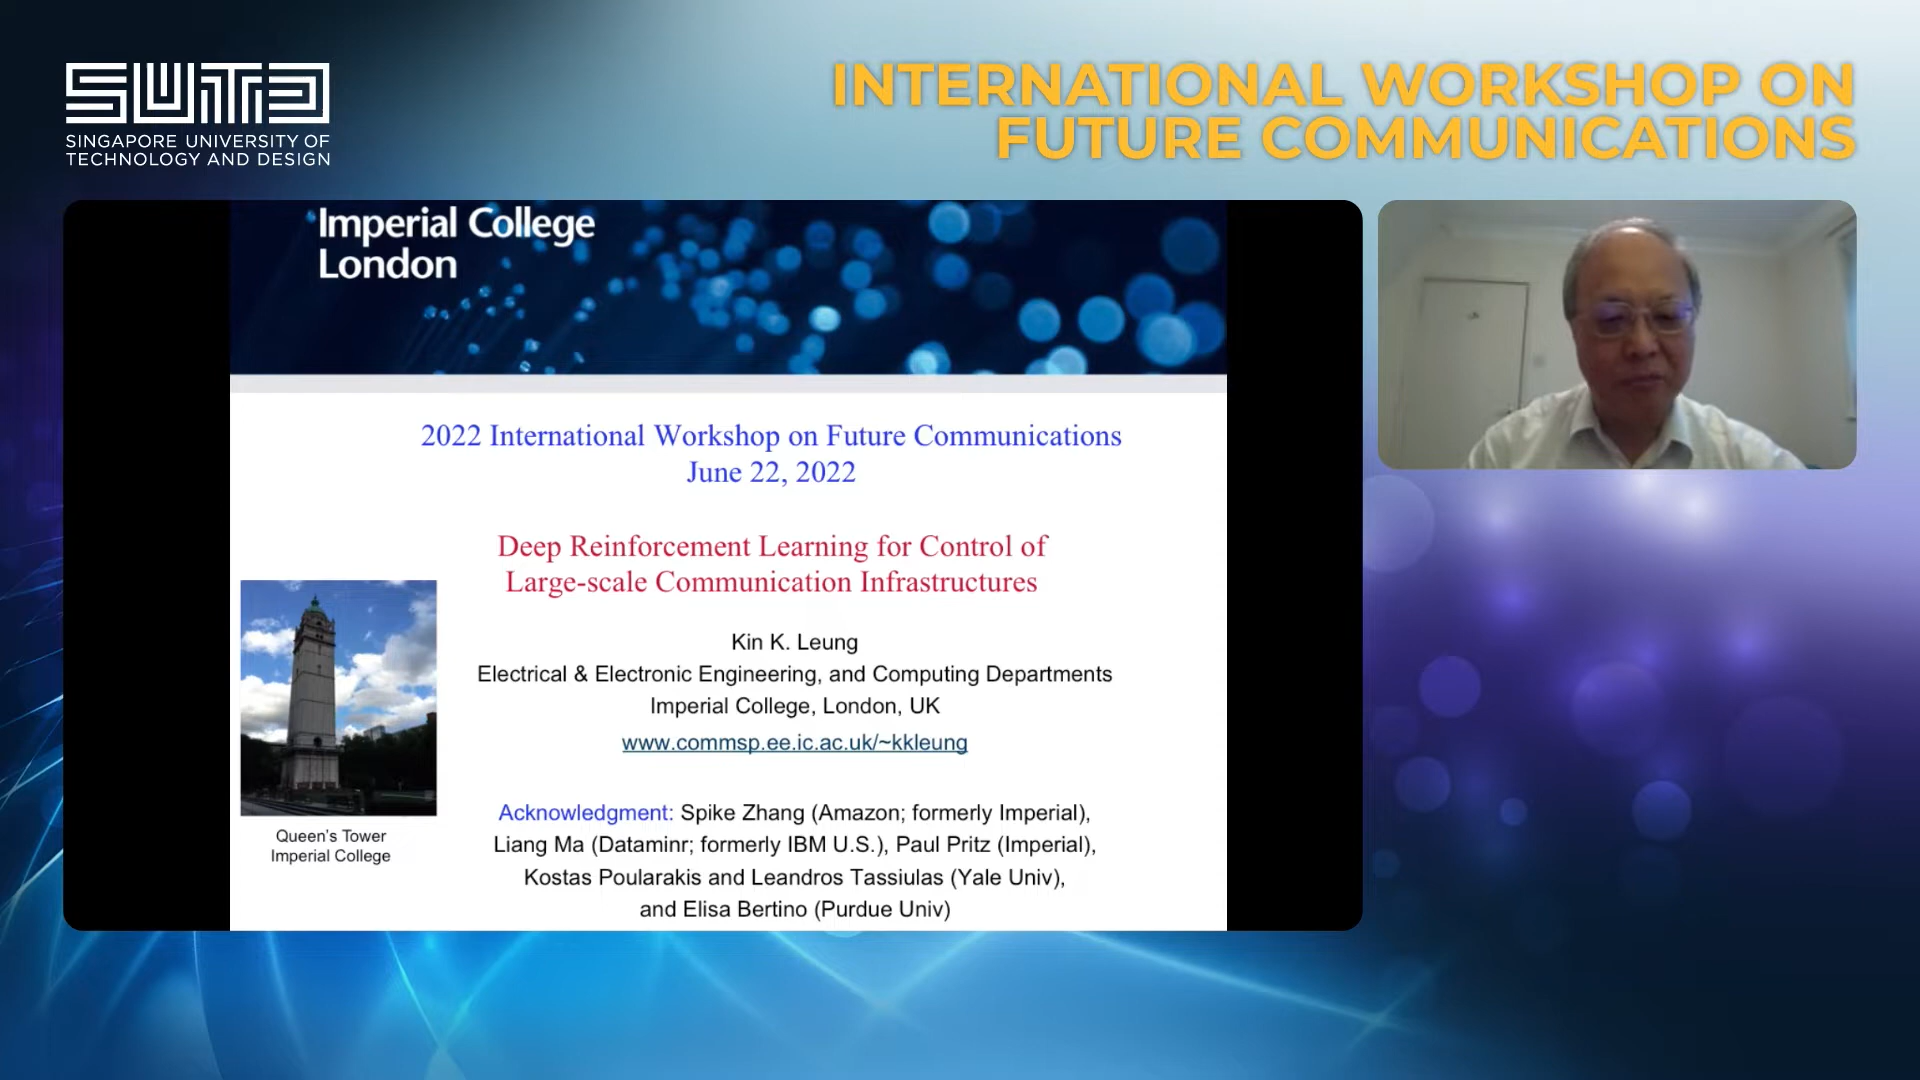 SUTD
SINGAPORE UNIVERSITY OF
TECHNOLOGY AND DESIGN
INTERNATIONAL WORKSHOP ON
FUTURE COMMUNICATIONS
Imperial College
London
2022 International Workshop on Future Communications
June 22, 2022
Deep Reinforcement Learning for Control of
Large-scale Communication Infrastructures
Kin K. Leung
Electrical & Electronic Engineering, and Computing Departments
Imperial College, London, UK
www.commsp.ee.ic.ac.uk/~kkleung
Queen's Tower
Imperial College
Acknowledgment: Spike Zhang (Amazon; formerly Imperial),
Liang Ma (Dataminr; formerly IBM U.S.), Paul Pritz (Imperial),
Kostas Poularakis and Leandros Tassiulas (Yale Univ),
and Elisa Bertino (Purdue Univ)